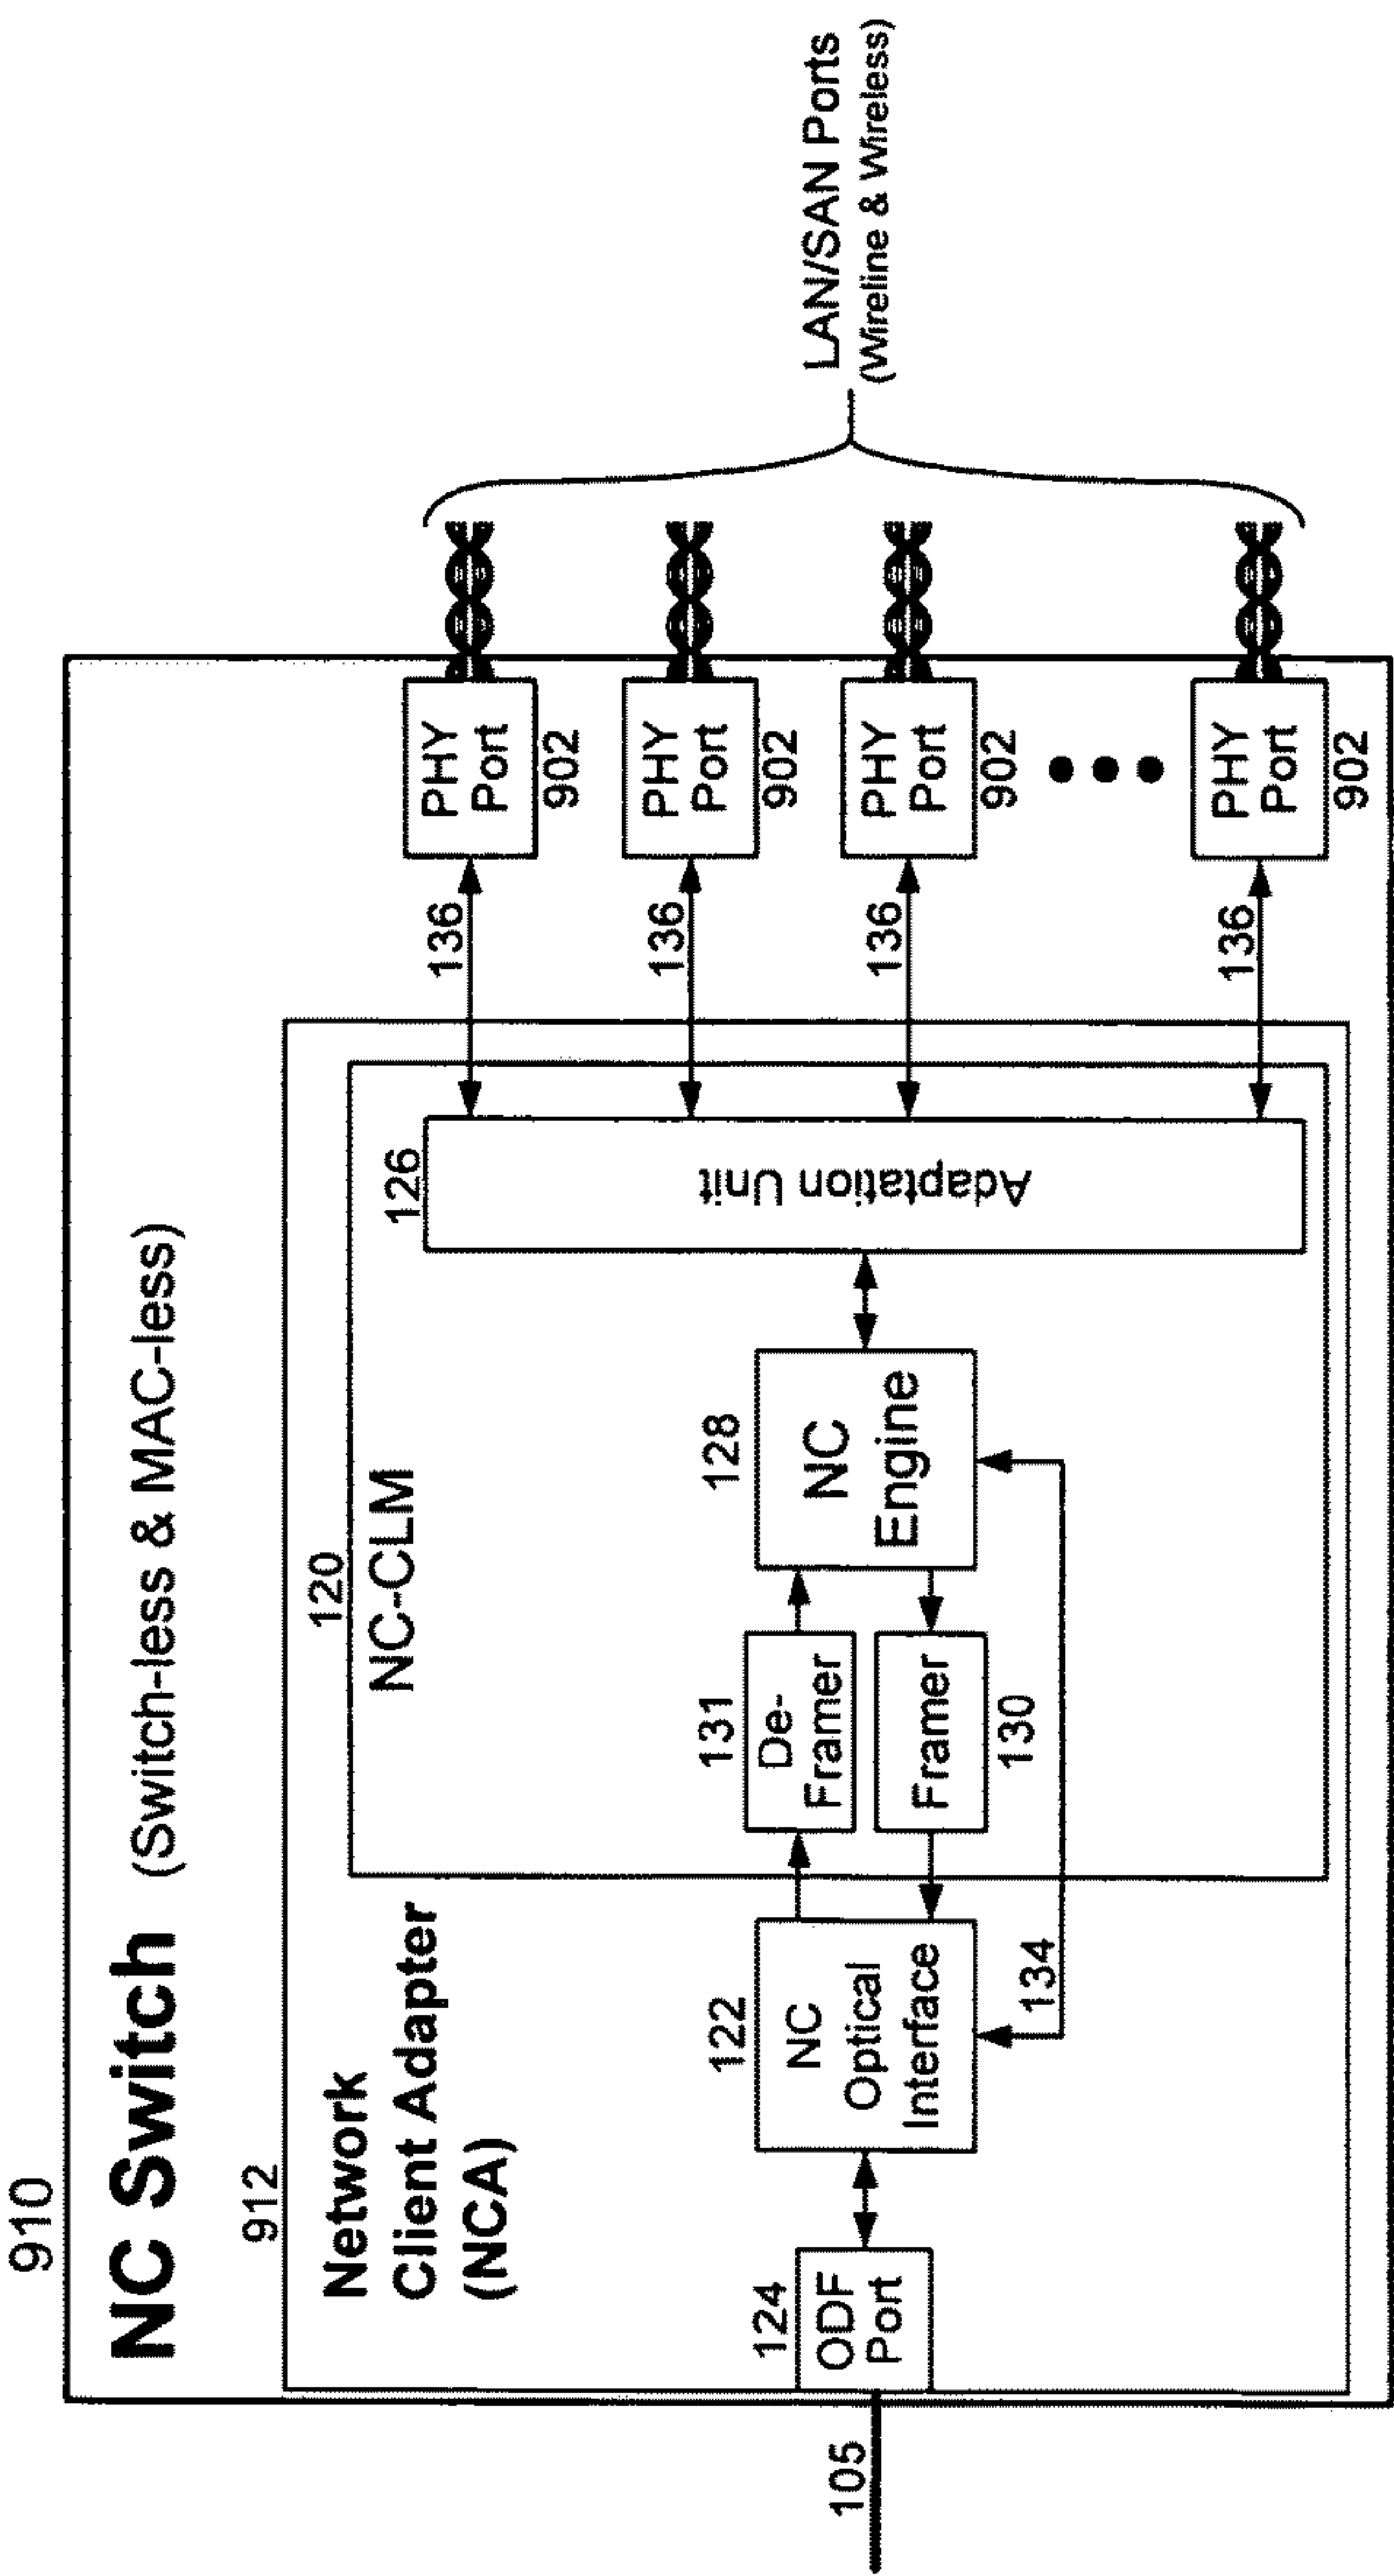 910
NC Switch (Switch-less & MAC-less)
912
Network
Client Adapter
(NCA)
120
NC-CLM
105
124
ODF
Port
122
NC
Optical
Interface
134
131
De-
Framer
Framer
130
128
NC
Engine
126
Adaptation Unit
136
PHY
Port
902
136
PHY
Port
902
136
PHY
Port
902
136
PHY
Port
902
LAN/SAN Ports
(Wireline & Wireless)